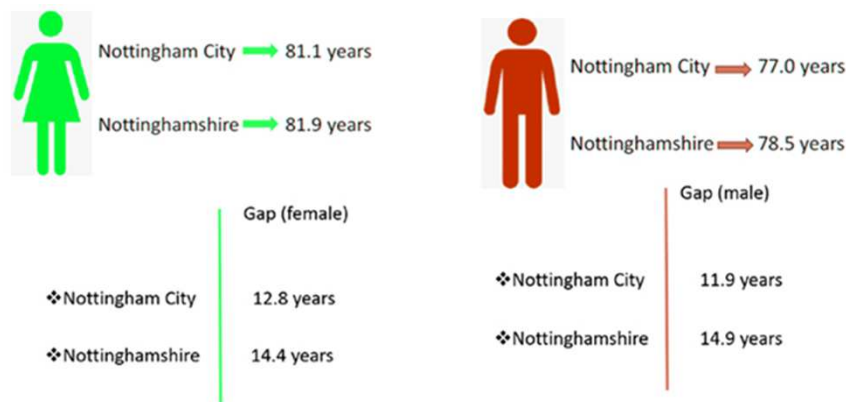 Nottingham City → 81.1 years
Nottinghamshire → 81.9 years
Gap (female)
❖Nottingham City 12.8 years
❖Nottinghamshire 14.4 years
Nottingham City → 77.0 years
Nottinghamshire → 78.5 years
Gap (male)
❖Nottingham City 11.9 years
❖Nottinghamshire 14.9 years